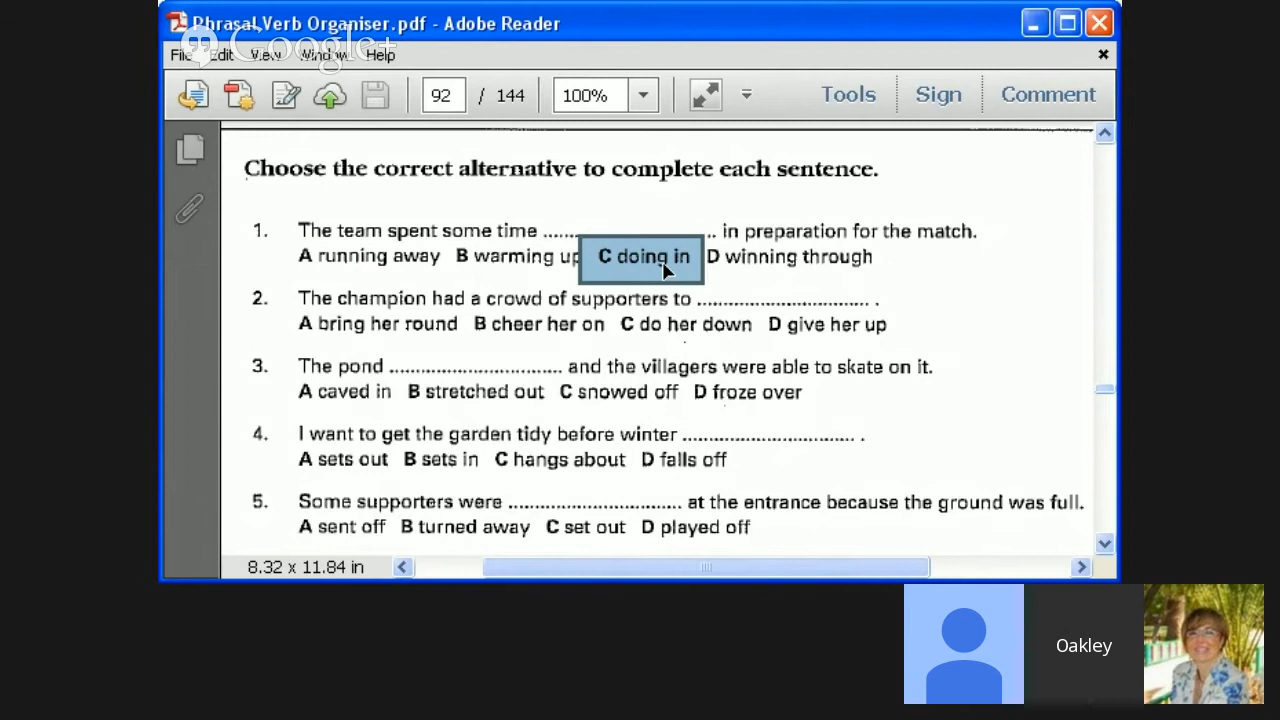 Phrasal Verb Organiser.pdf - Adobe Reader
Google+
File Edit View Window Help
92 / 144 100% Tools Sign Comment
Choose the correct alternative to complete each sentence.
1. The team spent some time .............................. in preparation for the match.
A running away B warming up C doing in D winning through
2. The champion had a crowd of supporters to .............................. .
A bring her round B cheer her on C do her down D give her up
3. The pond .............................. and the villagers were able to skate on it.
A caved in B stretched out C snowed off D froze over
4. I want to get the garden tidy before winter .............................. .
A sets out B sets in C hangs about D falls off
5. Some supporters were .............................. at the entrance because the ground was full.
A sent off B turned away C set out D played off
8.32 x 11.84 in
Oakley